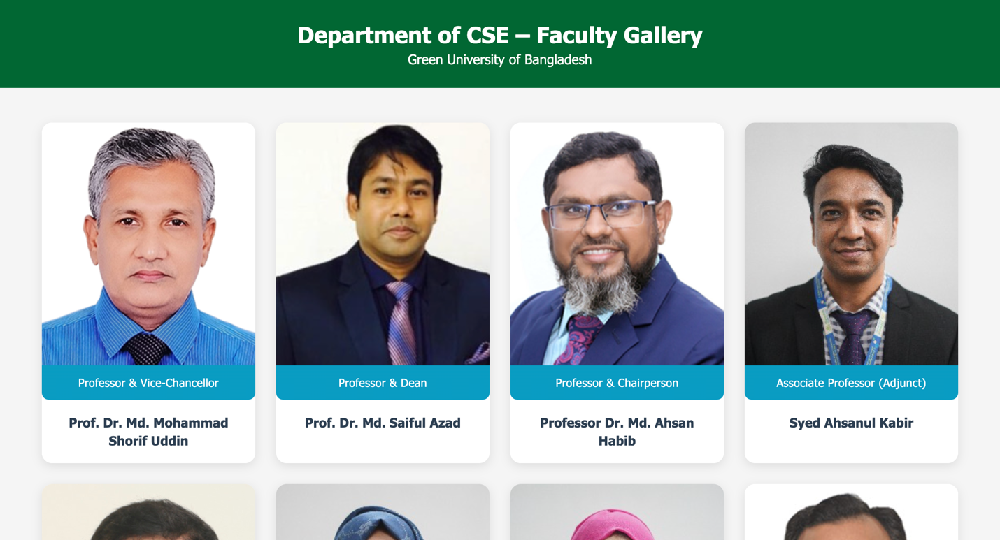 Department of CSE – Faculty Gallery
Green University of Bangladesh
Professor & Vice-Chancellor
Professor & Dean
Professor & Chairperson
Associate Professor (Adjunct)
Prof. Dr. Md. Mohammad
Shorif Uddin
Prof. Dr. Md. Saiful Azad
Professor Dr. Md. Ahsan
Habib
Syed Ahsanul Kabir